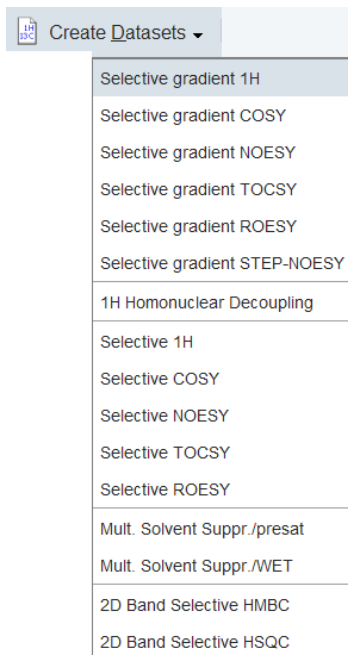 1H
13C
Create Datasets
Selective gradient 1H
Selective gradient COSY
Selective gradient NOESY
Selective gradient TOCSY
Selective gradient ROESY
Selective gradient STEP-NOESY
1H Homonuclear Decoupling
Selective 1H
Selective COSY
Selective NOESY
Selective TOCSY
Selective ROESY
Mult. Solvent Suppr./presat
Mult. Solvent Suppr./WET
2D Band Selective HMBC
2D Band Selective HSQC